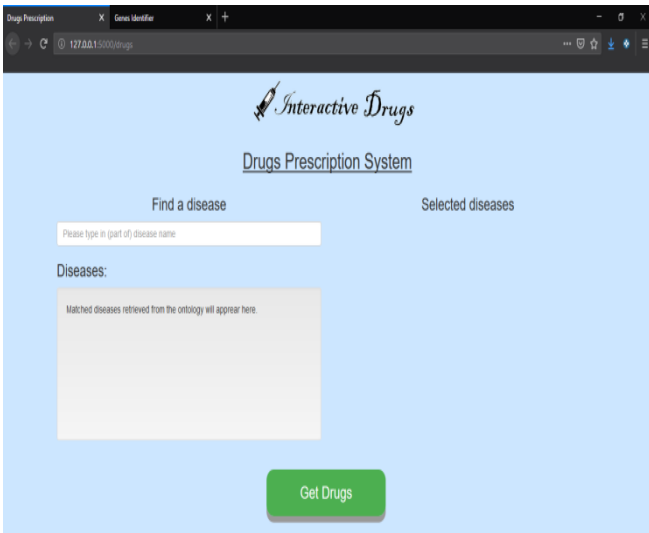 Drugs Prescription
Genes Identifier
127.0.0.1:5000/drugs
Interactive Drugs
Drugs Prescription System
Find a disease
Selected diseases
Please type in (part of) disease name
Diseases:
Matched diseases retrieved from the ontology will apprear here.
Get Drugs